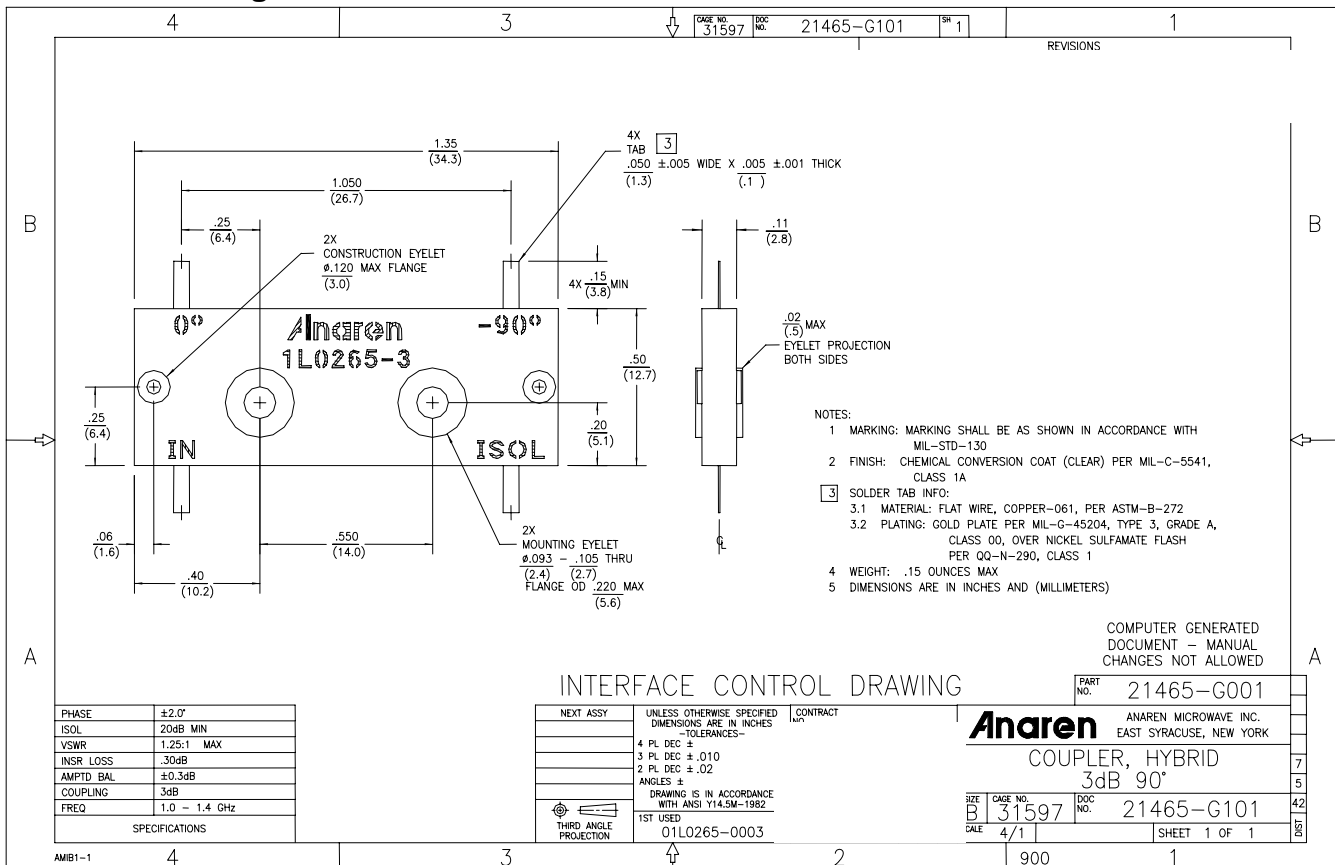 4 3 2 1
CAGE NO. 31597 DOC NO. 21465-G101 SH 1
REVISIONS
B
B
A
A
1.35
(34.3)
1.050
(26.7)
.25
(6.4)
2X
CONSTRUCTION EYELET
ø.120 MAX FLANGE
(3.0)
4X
TAB 3
.050 ±.005 WIDE X .005 ±.001 THICK
(1.3) (.1 )
4X .15 MIN
(3.8)
.11
(2.8)
0° Anaren -90°
1L0265-3
IN ISOL
.50
(12.7)
.02 MAX
(.5)
EYELET PROJECTION
BOTH SIDES
.25
(6.4)
.20
(5.1)
.06
(1.6)
.550
(14.0)
.40
(10.2)
2X
MOUNTING EYELET
ø.093 - .105 THRU
(2.4) (2.7)
FLANGE OD .220 MAX
(5.6)
℄
NOTES:
1 MARKING: MARKING SHALL BE AS SHOWN IN ACCORDANCE WITH
MIL-STD-130
2 FINISH: CHEMICAL CONVERSION COAT (CLEAR) PER MIL-C-5541,
CLASS 1A
3 SOLDER TAB INFO:
3.1 MATERIAL: FLAT WIRE, COPPER-061, PER ASTM-B-272
3.2 PLATING: GOLD PLATE PER MIL-G-45204, TYPE 3, GRADE A,
CLASS 00, OVER NICKEL SULFAMATE FLASH
PER QQ-N-290, CLASS 1
4 WEIGHT: .15 OUNCES MAX
5 DIMENSIONS ARE IN INCHES AND (MILLIMETERS)
COMPUTER GENERATED
DOCUMENT - MANUAL
CHANGES NOT ALLOWED
INTERFACE CONTROL DRAWING
PART NO. 21465-G001
PHASE ±2.0°
ISOL 20dB MIN
VSWR 1.25:1 MAX
INSR LOSS .30dB
AMPTD BAL ±0.3dB
COUPLING 3dB
FREQ 1.0 - 1.4 GHz
SPECIFICATIONS
NEXT ASSY
THIRD ANGLE
PROJECTION
UNLESS OTHERWISE SPECIFIED
DIMENSIONS ARE IN INCHES
-TOLERANCES-
4 PL DEC ±
3 PL DEC ±.010
2 PL DEC ±.02
ANGLES ±
DRAWING IS IN ACCORDANCE
WITH ANSI Y14.5M-1982
1ST USED
01L0265-0003
CONTRACT
Anaren ANAREN MICROWAVE INC.
EAST SYRACUSE, NEW YORK
COUPLER, HYBRID
3dB 90°
SIZE B CAGE NO. 31597 DOC NO. 21465-G101
4/1 SHEET 1 OF 1
7
5
42
DIST
AMIB1-1 4 3 2 900 1